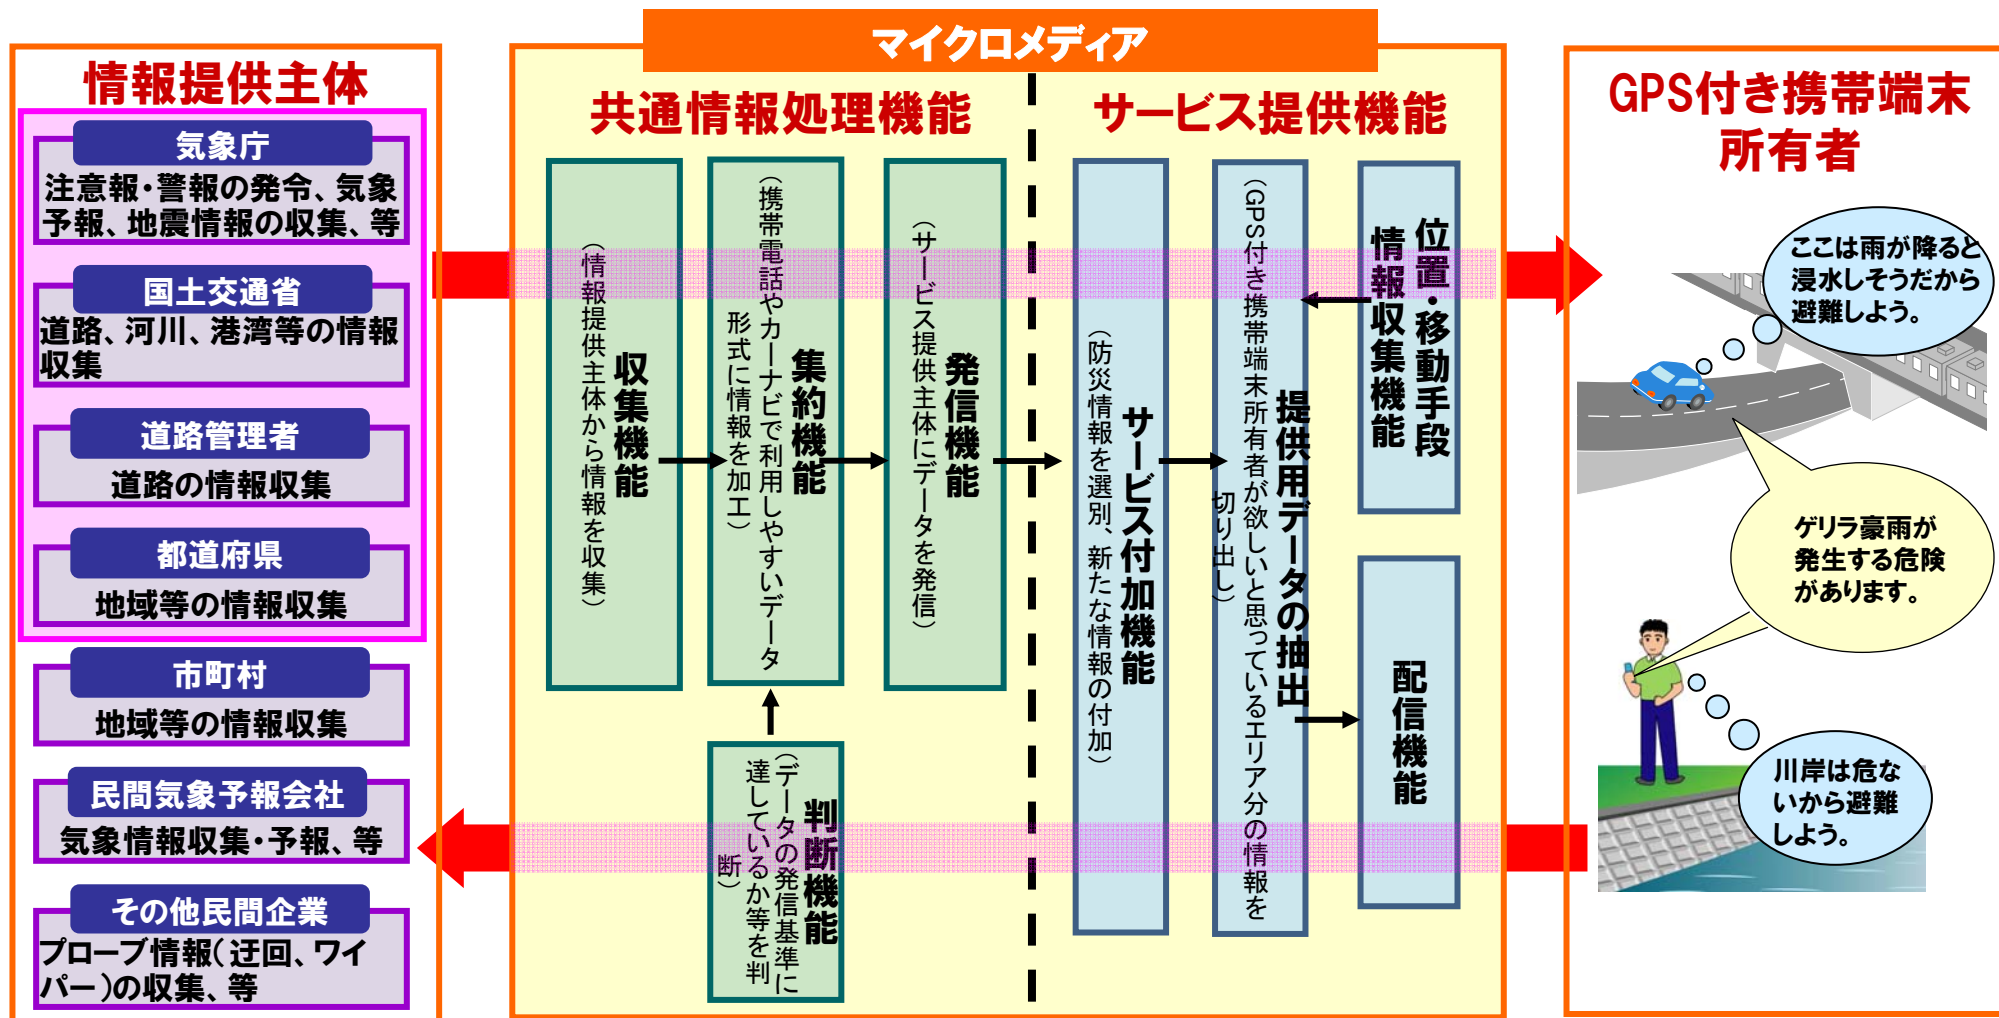 マイクロメディア
情報提供主体
気象庁
注意報・警報の発令、気象
予報、地震情報の収集、等
国土交通省
道路、河川、港湾等の情報
収集
道路管理者
道路の情報収集
都道府県
地域等の情報収集
市町村
地域等の情報収集
民間気象予報会社
気象情報収集・予報、等
その他民間企業
プローブ情報(迂回、ワイ
パー)の収集、等
共通情報処理機能
収集機能
(情報提供主体から情報を収集)
集約機能
(携帯電話やカーナビで利用しやすいデータ
形式に情報を加工)
発信機能
(サービス提供主体にデータを発信)
判断機能
(データの発信基準に
達しているか等を判
断)
サービス提供機能
サービス付加機能
(防災情報を選別、新たな情報の付加)
提供用データの抽出
(GPS付き携帯端末所有者が欲しいと思っているエリア分の情報を
切り出し)
位置・移動手段
情報収集機能
配信機能
GPS付き携帯端末
所有者
ここは雨が降ると
浸水しそうだから
避難しよう。
ゲリラ豪雨が
発生する危険
があります。
川岸は危な
いから避難
しよう。